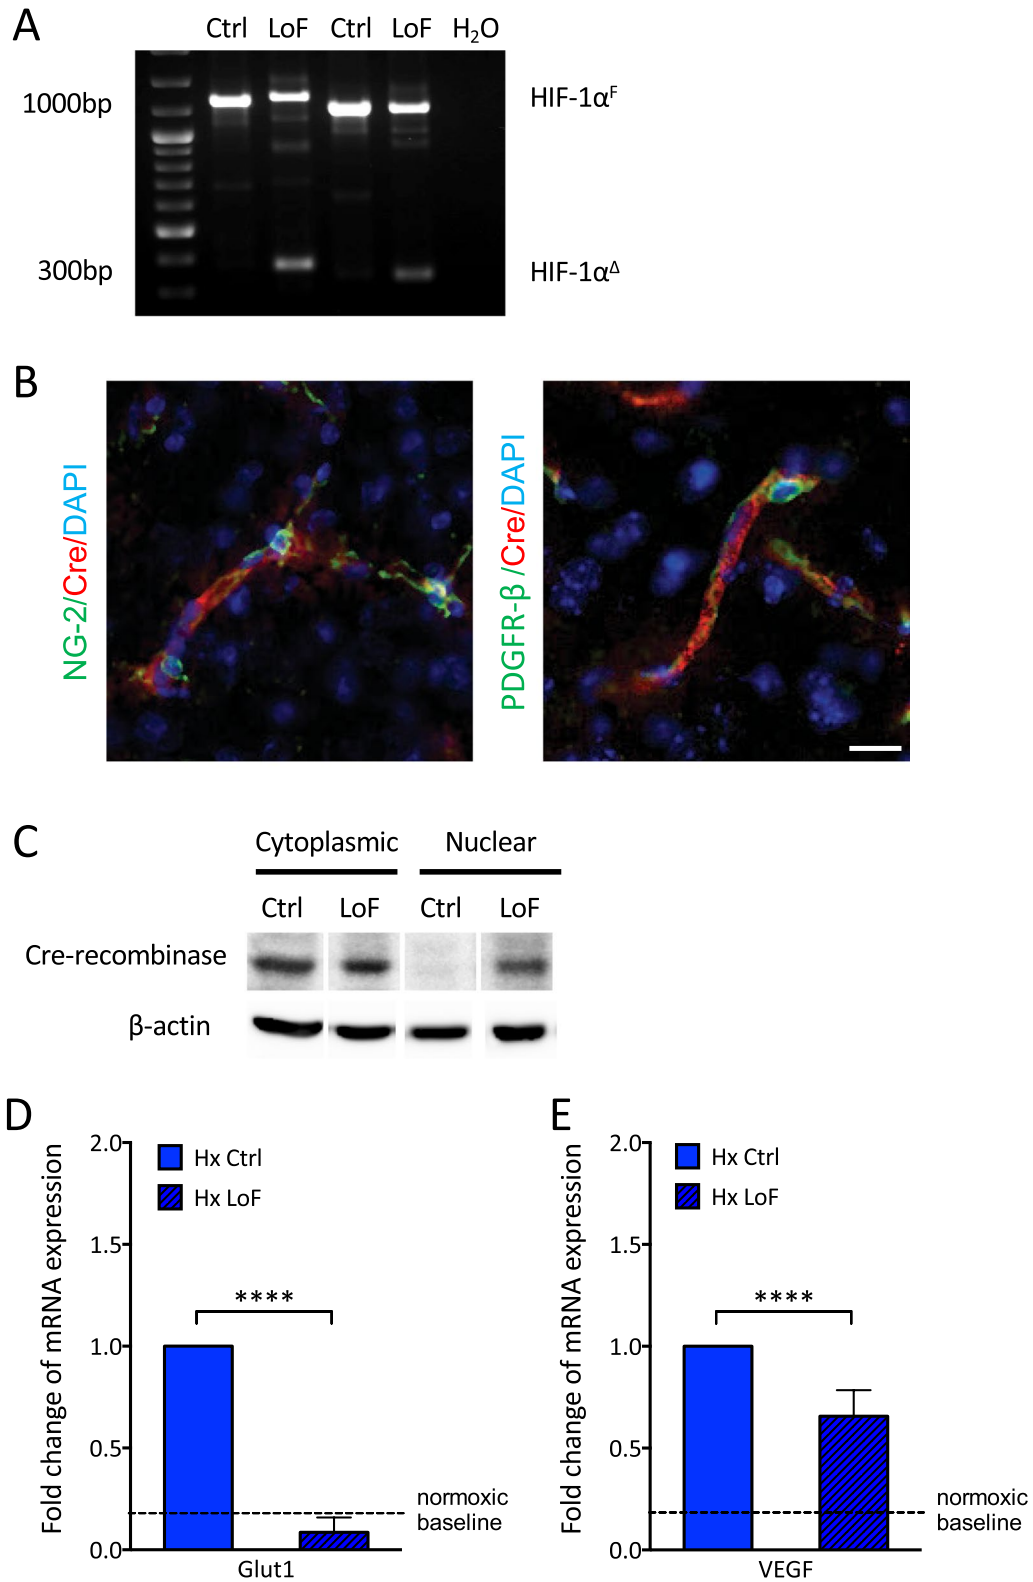 A
Ctrl LoF Ctrl LoF H₂O
1000bp
HIF-1αᶠ
300bp
HIF-1αᐞ
B
NG-2/Cre/DAPI
PDGFR-β /Cre/DAPI
C
Cytoplasmic Nuclear
Ctrl LoF Ctrl LoF
Cre-recombinase
β-actin
D
Fold change of mRNA expression
2.0
1.5
1.0
0.5
0.0
Hx Ctrl
Hx LoF
****
normoxic
baseline
Glut1
E
Fold change of mRNA expression
2.0
1.5
1.0
0.5
0.0
Hx Ctrl
Hx LoF
****
normoxic
baseline
VEGF